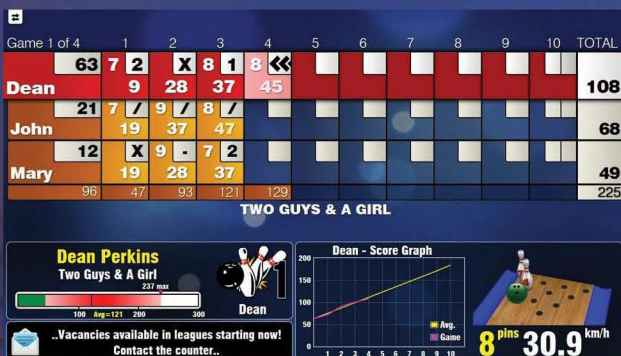 Game 1 of 4 1 2 3 4 5 6 7 8 9 10 TOTAL
63 7 2 X 8 1 8
Dean 9 28 37 45 108
21 7 / 9 / 8 /
John 19 37 47 68
12 X 9 - 7 2
Mary 19 28 37 49
96 47 93 121 129 225
TWO GUYS & A GIRL
Dean Perkins
Two Guys & A Girl
237 max
100 Avg=121 200 300
1
Dean
..Vacancies available in leagues starting now!
Contact the counter..
Dean - Score Graph
200
150
100
50
0
1 2 3 4 5 6 7 8 9 10
Avg.
Game
8 pins 30.9 km/h